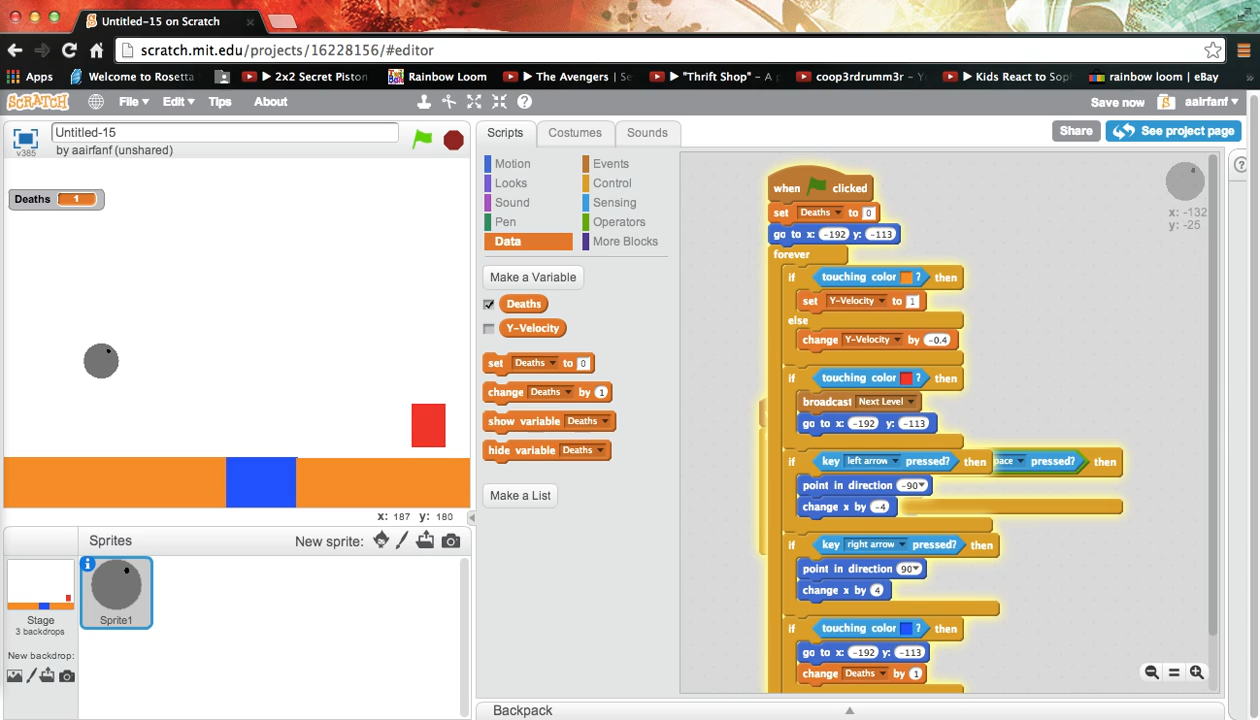 Untitled-15 on Scratch
scratch.mit.edu/projects/16228156/#editor
Apps Welcome to Rosetta ▶ 2x2 Secret Piston Rainbow Loom ▶ The Avengers | Se ▶ "Thrift Shop" - A p coop3rdrumm3r - Yo ▶ Kids React to Soph rainbow loom | eBay »
SCRATCH File Edit Tips About Save now aairfanf
Untitled-15
by aairfanf (unshared)
v385
Scripts Costumes Sounds Share See project page
Deaths 1
Motion Events
Looks Control
Sound Sensing
Pen Operators
Data More Blocks
Make a Variable
Deaths
Y-Velocity
set Deaths to 0
change Deaths by 1
show variable Deaths
hide variable Deaths
Make a List
when clicked
set Deaths to 0
go to x: -192 y: -113
forever
if touching color ? then
set Y-Velocity to 1
else
change Y-Velocity by -0.4
if touching color ? then
broadcast Next Level
go to x: -192 y: -113
if key left arrow pressed? then pace pressed? then
point in direction -90
change x by -4
if key right arrow pressed? then
point in direction 90
change x by 4
if touching color ? then
go to x: -192 y: -113
change Deaths by 1
x: -132
y: -25
x: 187 y: 180
Sprites New sprite:
Stage
3 backdrops
Sprite1
New backdrop:
Backpack